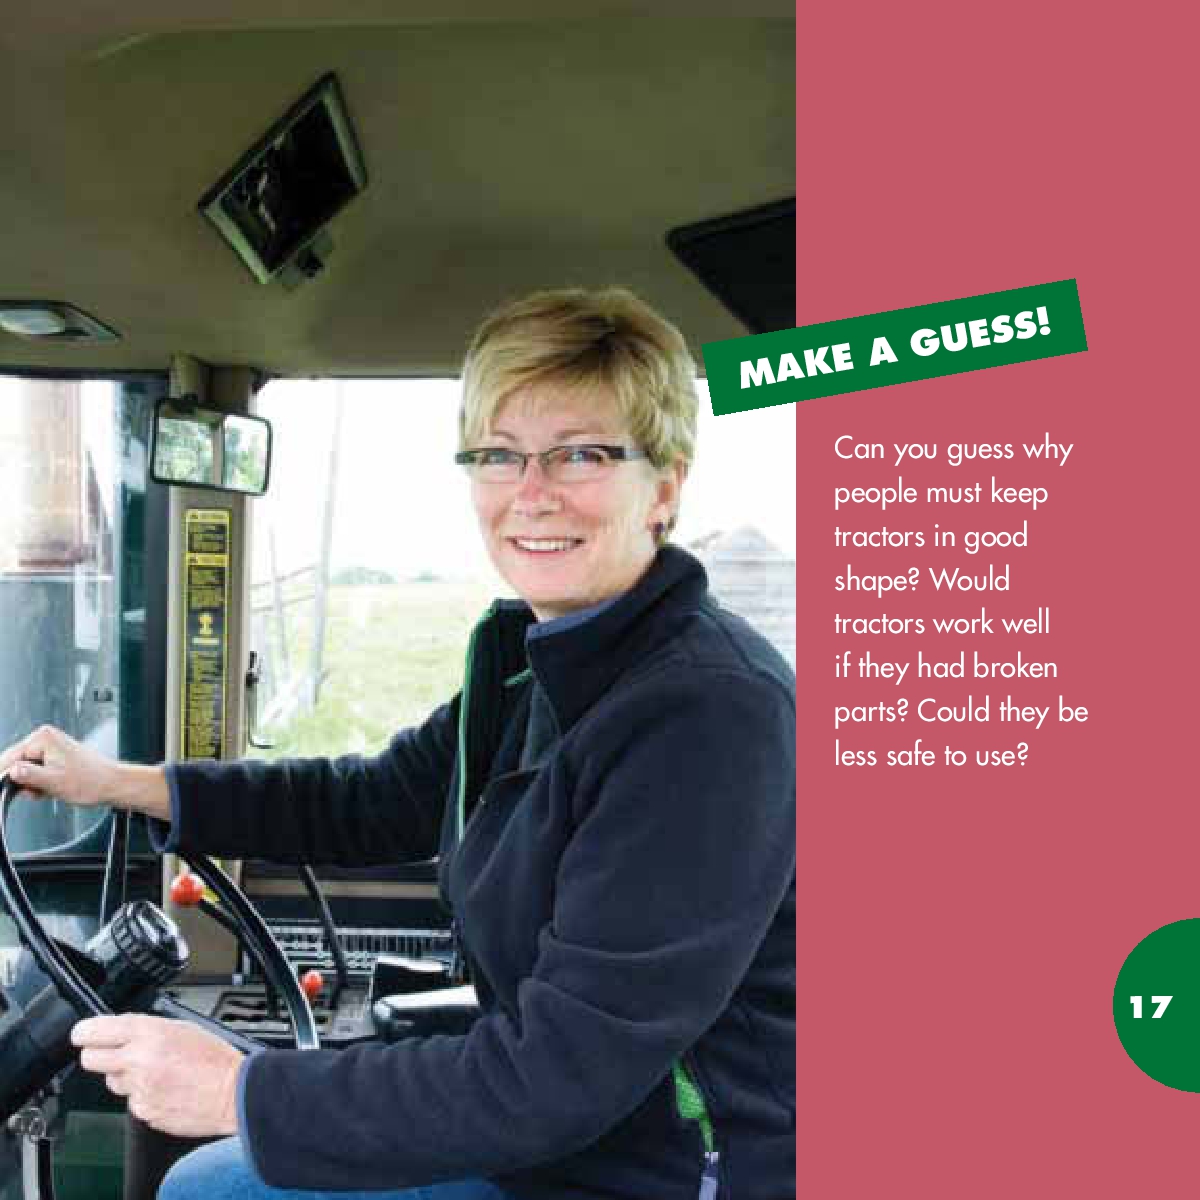 MAKE A GUESS!
Can you guess why
people must keep
tractors in good
shape? Would
tractors work well
if they had broken
parts? Could they be
less safe to use?
17